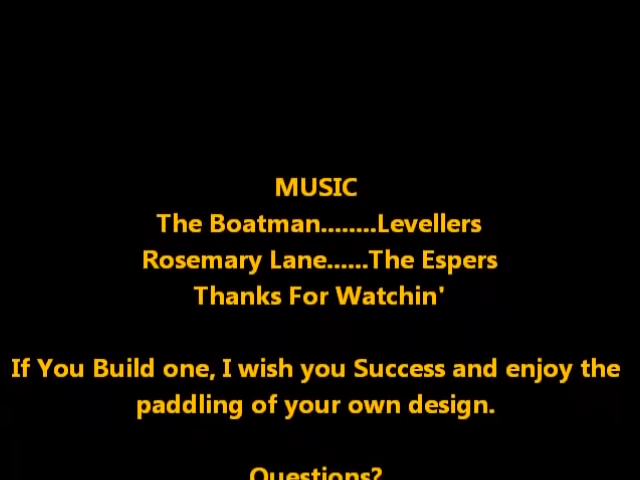 MUSIC
The Boatman........Levellers
Rosemary Lane......The Espers
Thanks For Watchin'
If You Build one, I wish you Success and enjoy the
paddling of your own design.
Questions?